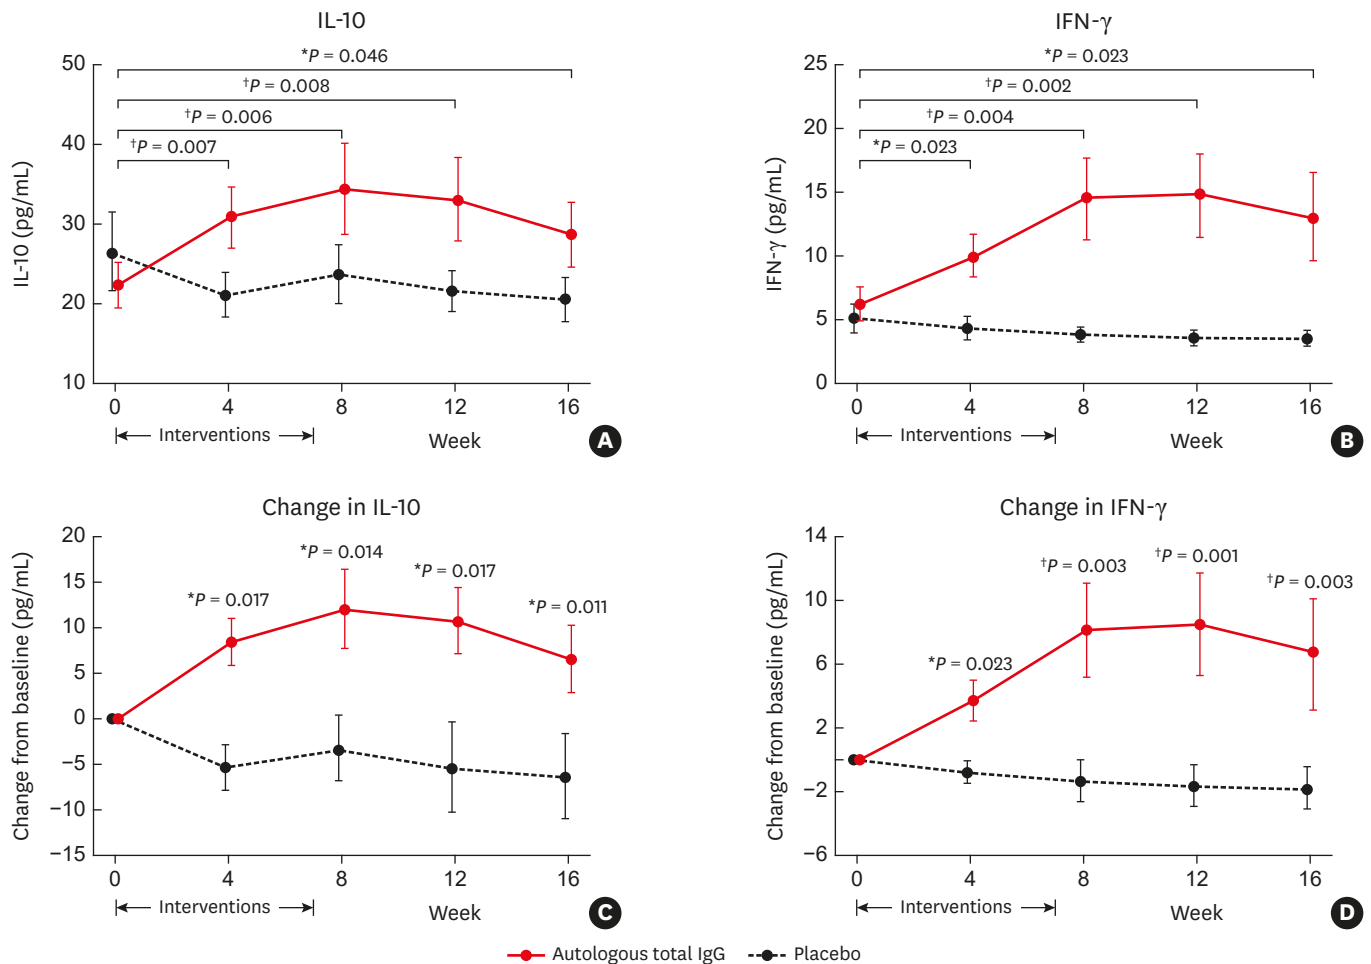 IL-10
*P = 0.046
†P = 0.008
†P = 0.006
†P = 0.007
IL-10 (pg/mL)
50
40
30
20
10
0 4 8 12 16
Interventions
Week
A
IFN-γ
*P = 0.023
†P = 0.002
†P = 0.004
*P = 0.023
IFN-γ (pg/mL)
25
20
15
10
5
0
0 4 8 12 16
Interventions
Week
B
Change in IL-10
*P = 0.017
*P = 0.014
*P = 0.017
*P = 0.011
Change from baseline (pg/mL)
20
15
10
5
0
−5
−10
−15
0 4 8 12 16
Interventions
Week
C
Change in IFN-γ
*P = 0.023
†P = 0.003
†P = 0.001
†P = 0.003
Change from baseline (pg/mL)
14
10
6
2
−2
−6
0 4 8 12 16
Interventions
Week
D
Autologous total IgG
Placebo